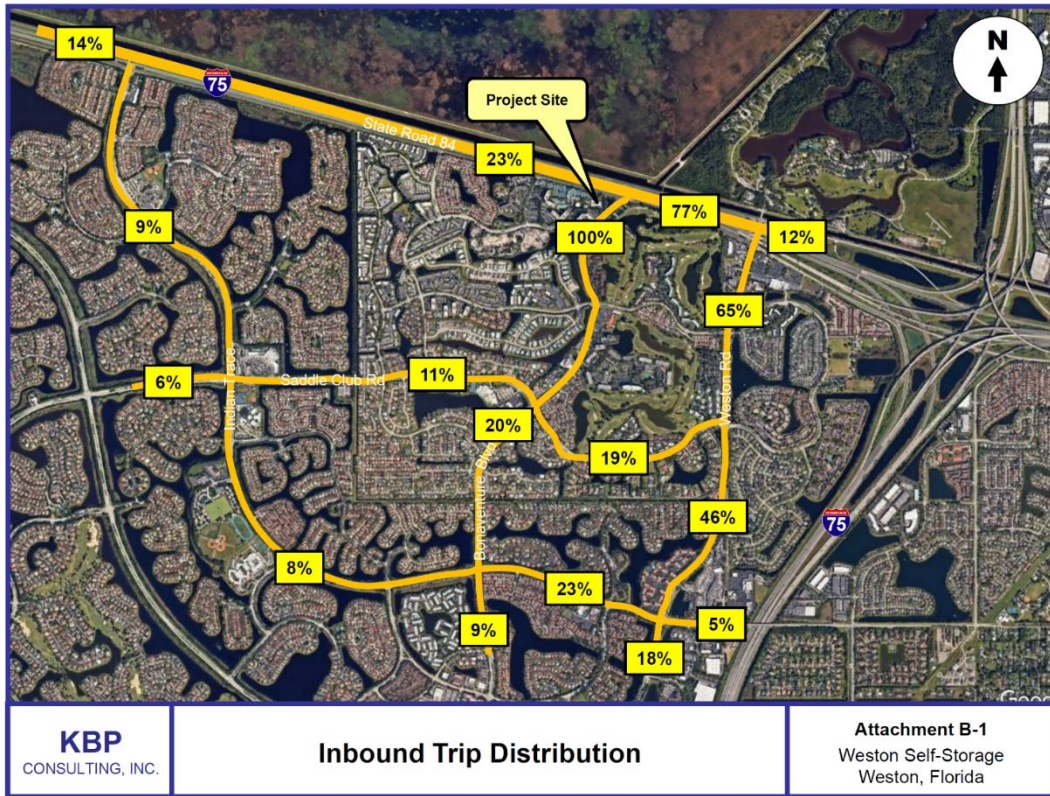 14%
N
75
Project Site
State Road 84
23%
77%
9%
100%
12%
65%
Indian Trace
6%
Saddle Club Rd
11%
Weston Rd
20%
Bonaventure Blvd
19%
46%
75
8%
23%
9%
5%
18%
Goo
KBP
CONSULTING, INC.
Inbound Trip Distribution
Attachment B-1
Weston Self-Storage
Weston, Florida